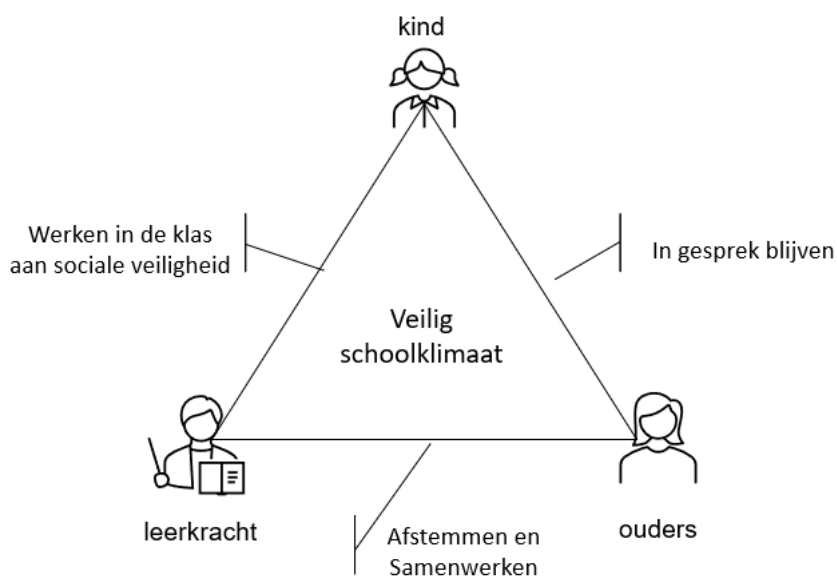 kind
Werken in de klas
aan sociale veiligheid
In gesprek blijven
Veilig
schoolklimaat
leerkracht
ouders
Afstemmen en
Samenwerken